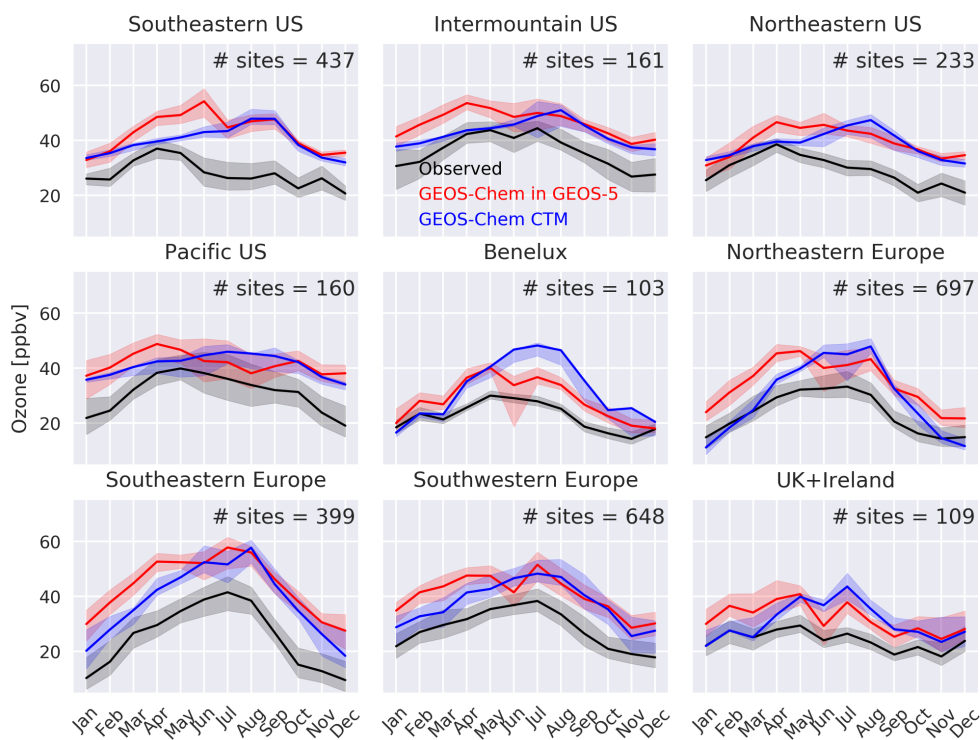 Southeastern US
Intermountain US
Northeastern US
# sites = 437
# sites = 161
# sites = 233
60
40
20
Observed
GEOS-Chem in GEOS-5
GEOS-Chem CTM
Pacific US
Benelux
Northeastern Europe
# sites = 160
# sites = 103
# sites = 697
Ozone [ppbv]
60
40
20
Southeastern Europe
Southwestern Europe
UK+Ireland
# sites = 399
# sites = 648
# sites = 109
60
40
20
Jan Feb Mar Apr May Jun Jul Aug Sep Oct Nov Dec
Jan Feb Mar Apr May Jun Jul Aug Sep Oct Nov Dec
Jan Feb Mar Apr May Jun Jul Aug Sep Oct Nov Dec